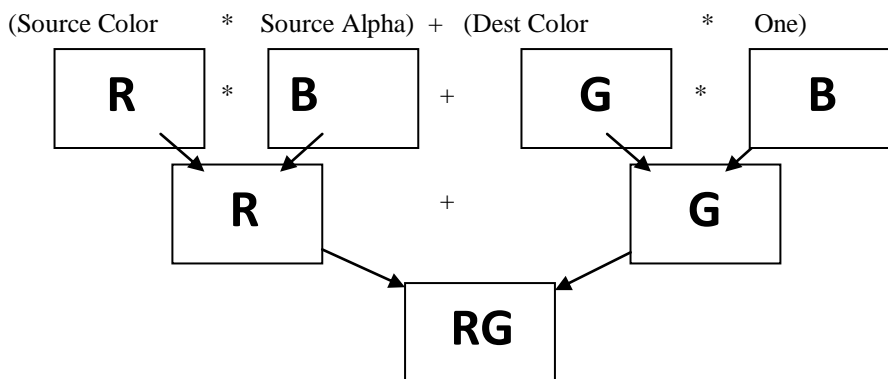 (Source Color * Source Alpha) + (Dest Color * One)
R * B + G * B
R + G
RG